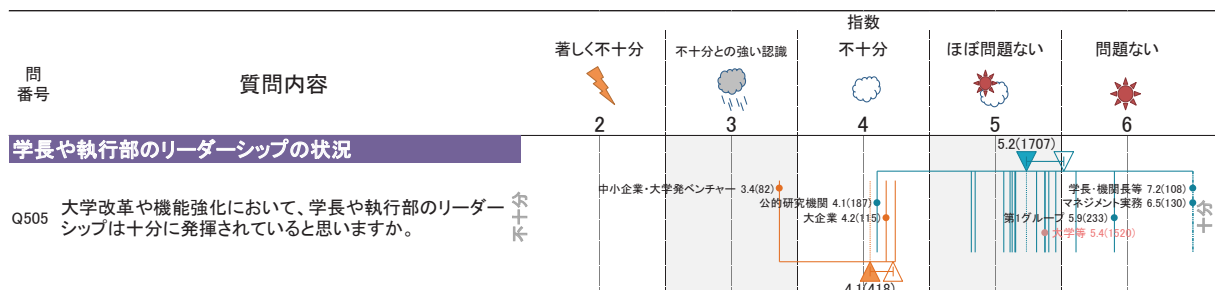 指数
著しく不十分 不十分との強い認識 不十分 ほぼ問題ない 問題ない
問
番号
質問内容
2 3 4 5 6
学長や執行部のリーダーシップの状況
5.2(1707)
中小企業・大学発ベンチャー 3.4(82)
学長・機関長等 7.2(108)
公的研究機関 4.1(187)
マネジメント実務 6.5(130)
大企業 4.2(115)
第1グループ 5.9(233)
大学等 5.4(1520)
Q505
大学改革や機能強化において、学長や執行部のリーダー
シップは十分に発揮されていると思いますか。
不十分
十分
4.1(418)